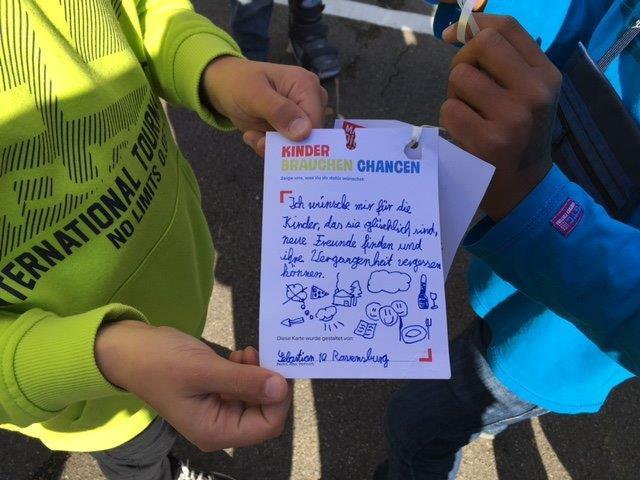 INTERNATIONAL TOURN
NO LIMITS
KINDER
BRAUCHEN CHANCEN
Zeige uns, was du dir dafür wünschst.
Ich wünsche mir für die
Kinder, das sie glücklich sind,
neue Freunde finden und
ihre Vergangenheit vergessen
können.
Diese Karte wurde gestaltet von:
Sebastian 12 Ravensburg